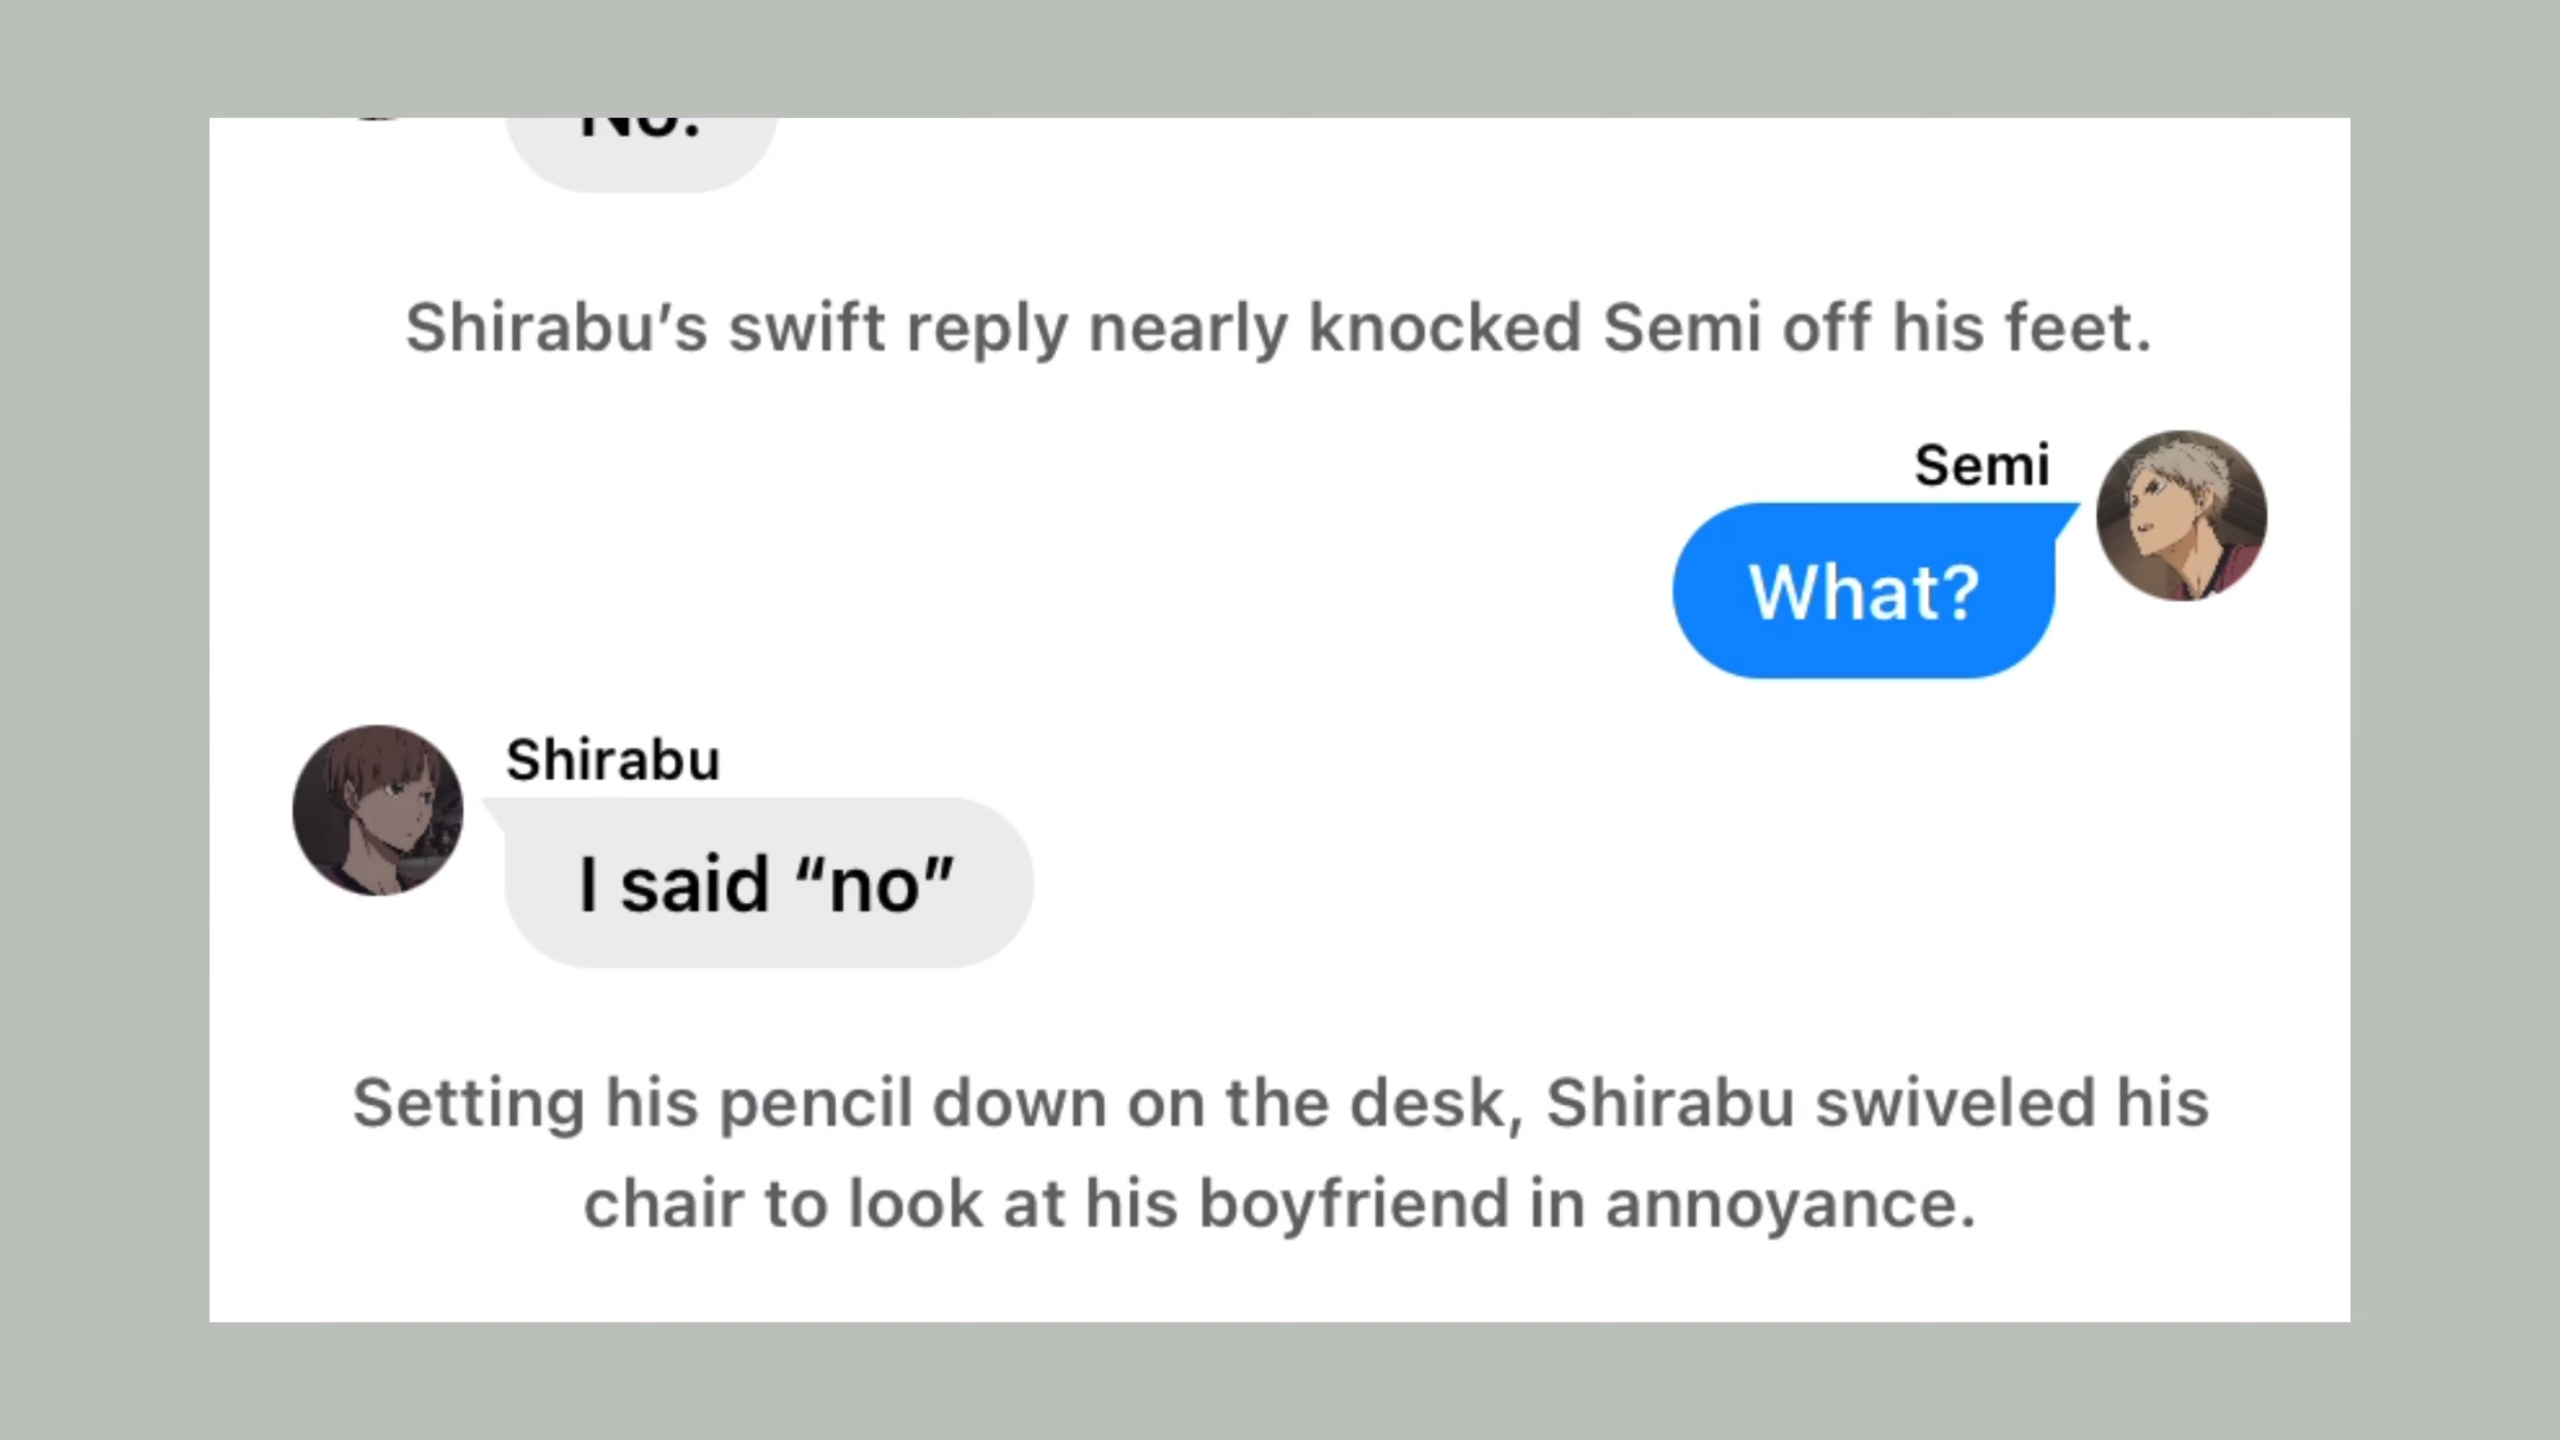 No.
Shirabu’s swift reply nearly knocked Semi off his feet.
Semi
What?
Shirabu
I said “no”
Setting his pencil down on the desk, Shirabu swiveled his
chair to look at his boyfriend in annoyance.